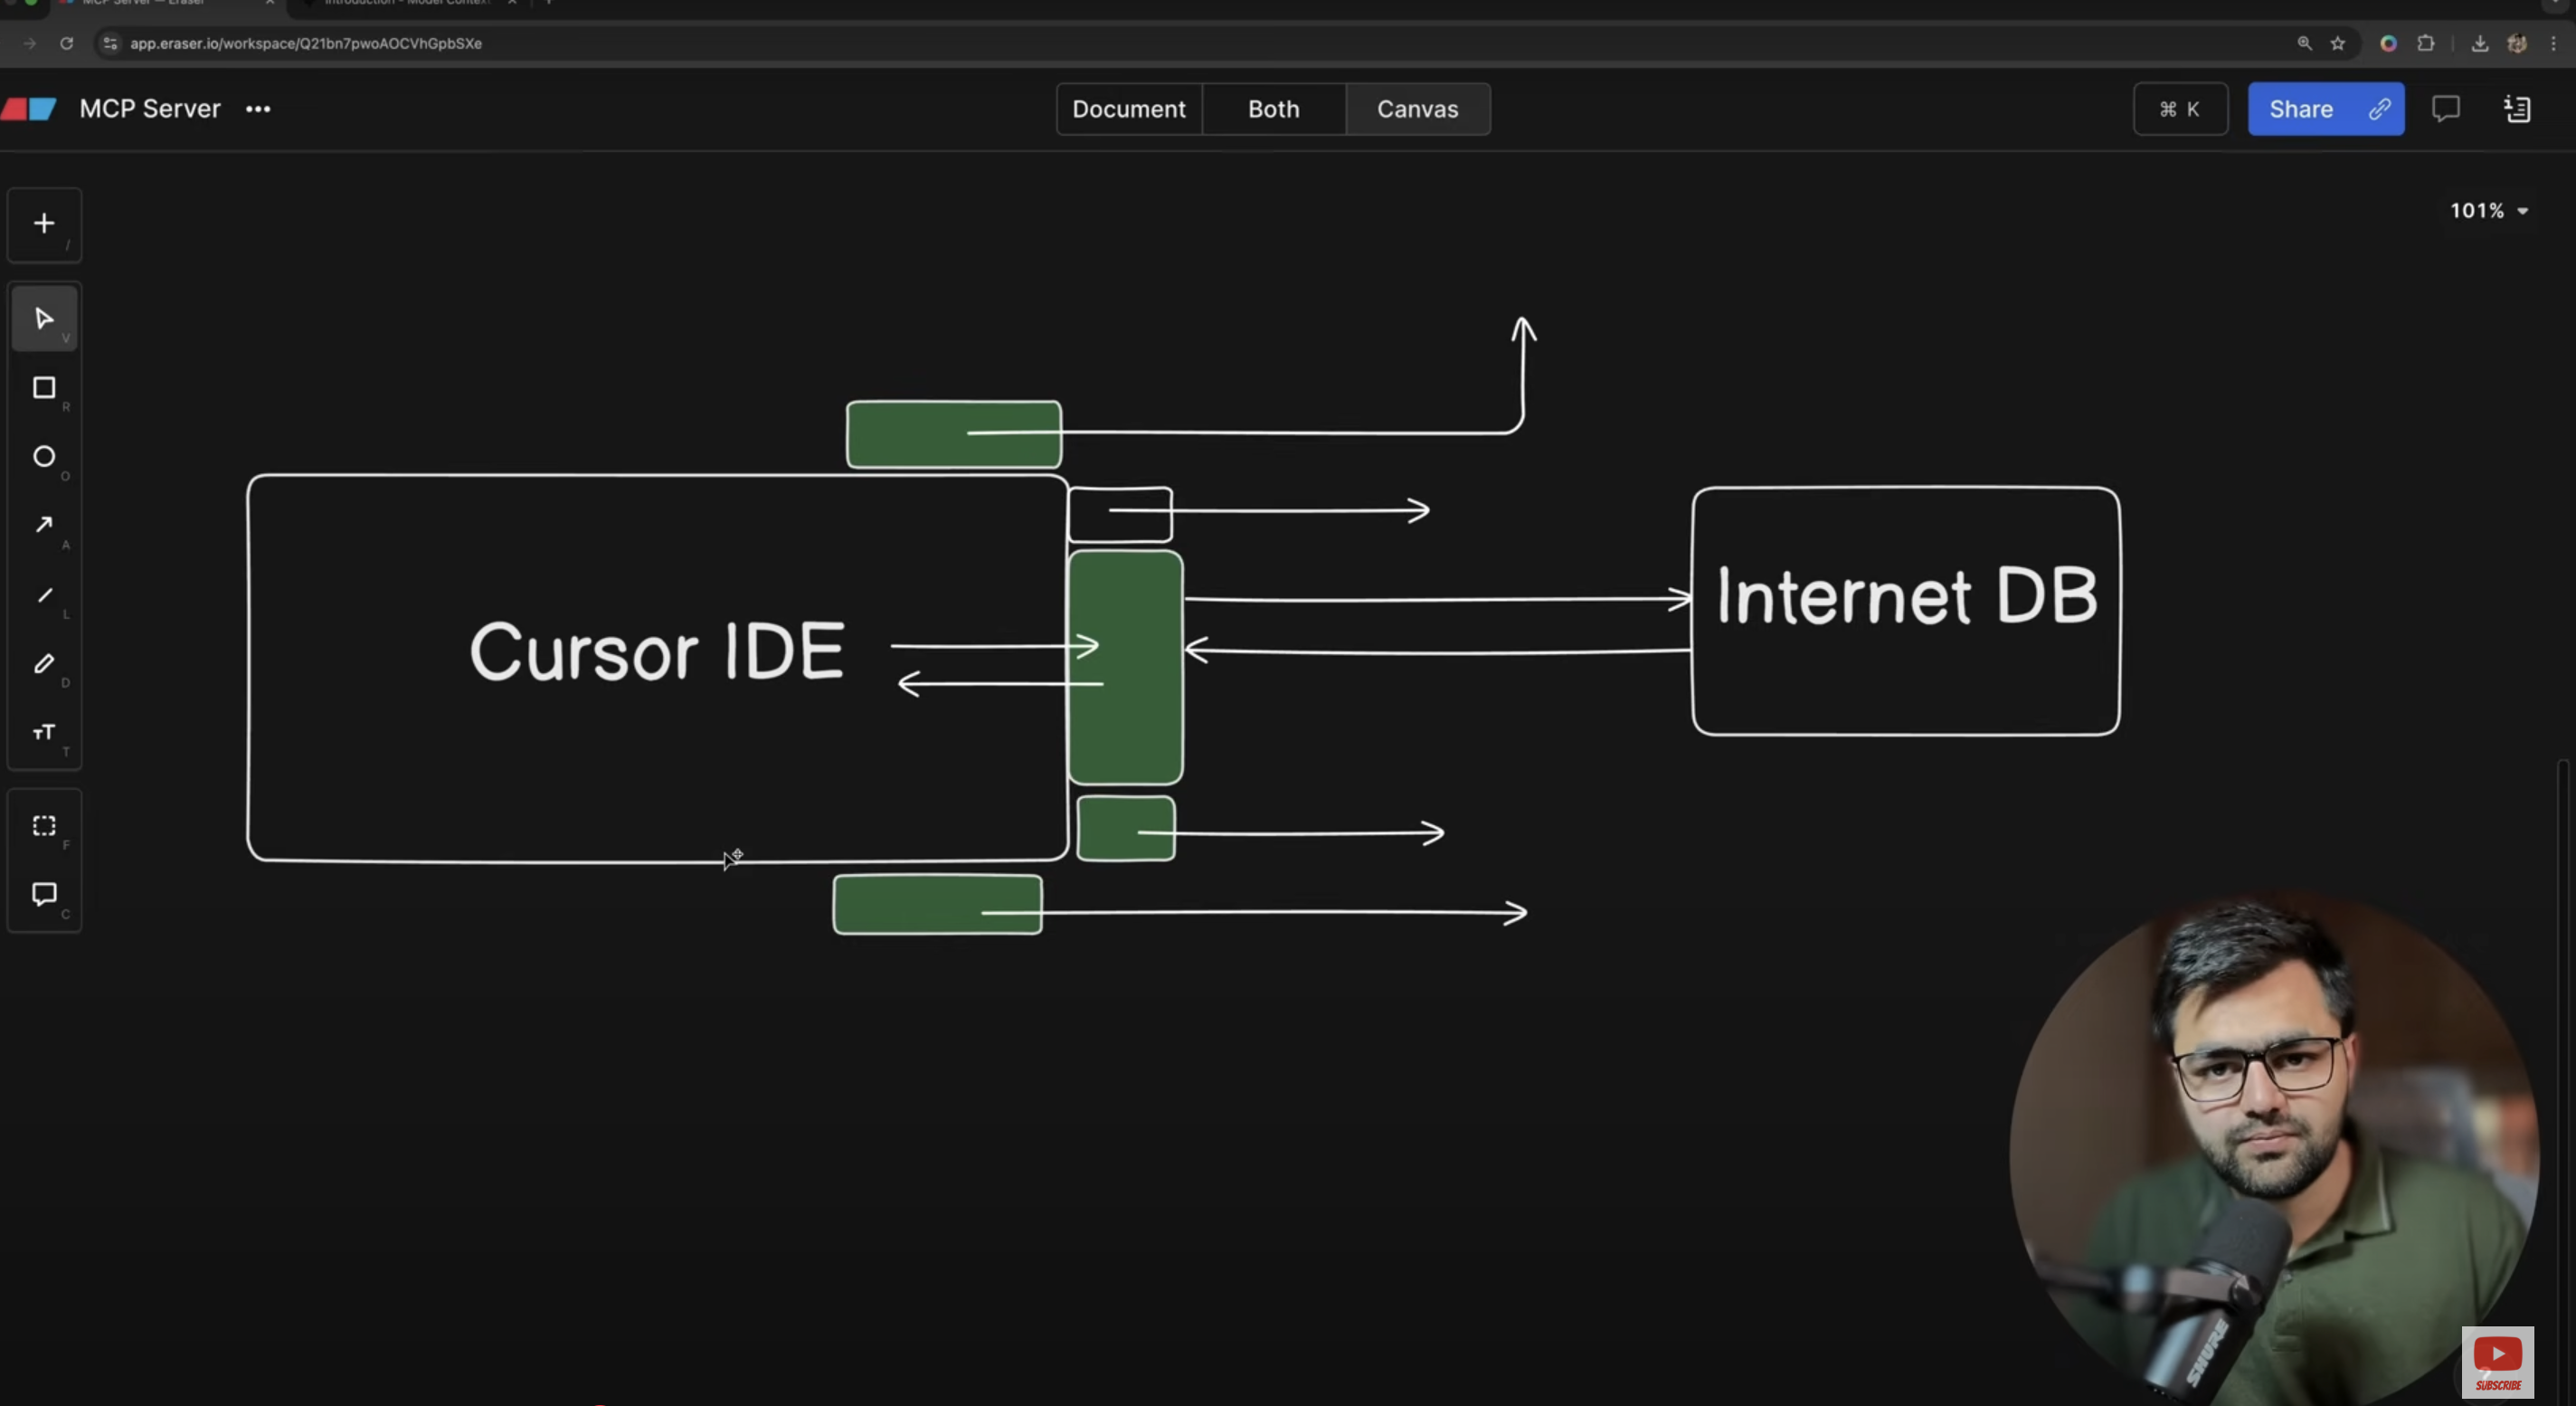 MCP Server — Eraser
Introduction - Model Context
app.eraser.io/workspace/Q21bn7pwoAOCVhGpbSXe
MCP Server
Document
Both
Canvas
⌘ K
Share
101%
/
V
R
O
A
L
D
T
F
C
Cursor IDE
Internet DB
SHURE
SUBSCRIBE